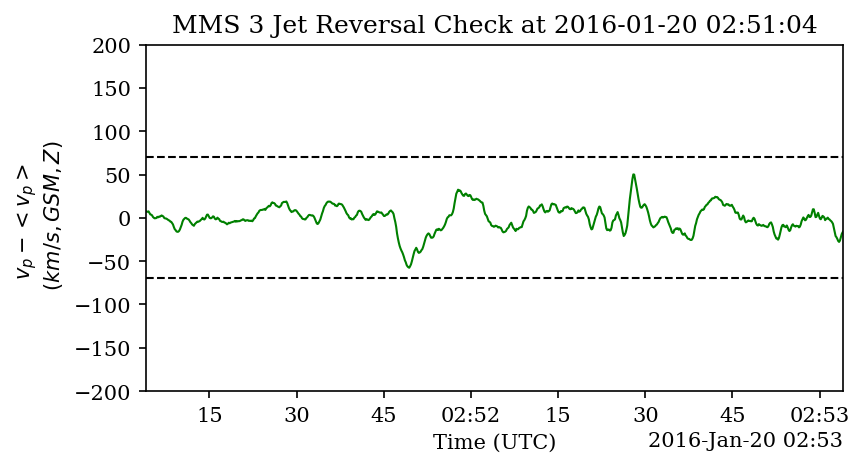 MMS 3 Jet Reversal Check at 2016-01-20 02:51:04
200
150
100
50
0
−50
−100
−150
−200
v_p − < v_p >
(km/s, GSM, Z)
15 30 45 02:52 15 30 45 02:53
Time (UTC)
2016-Jan-20 02:53